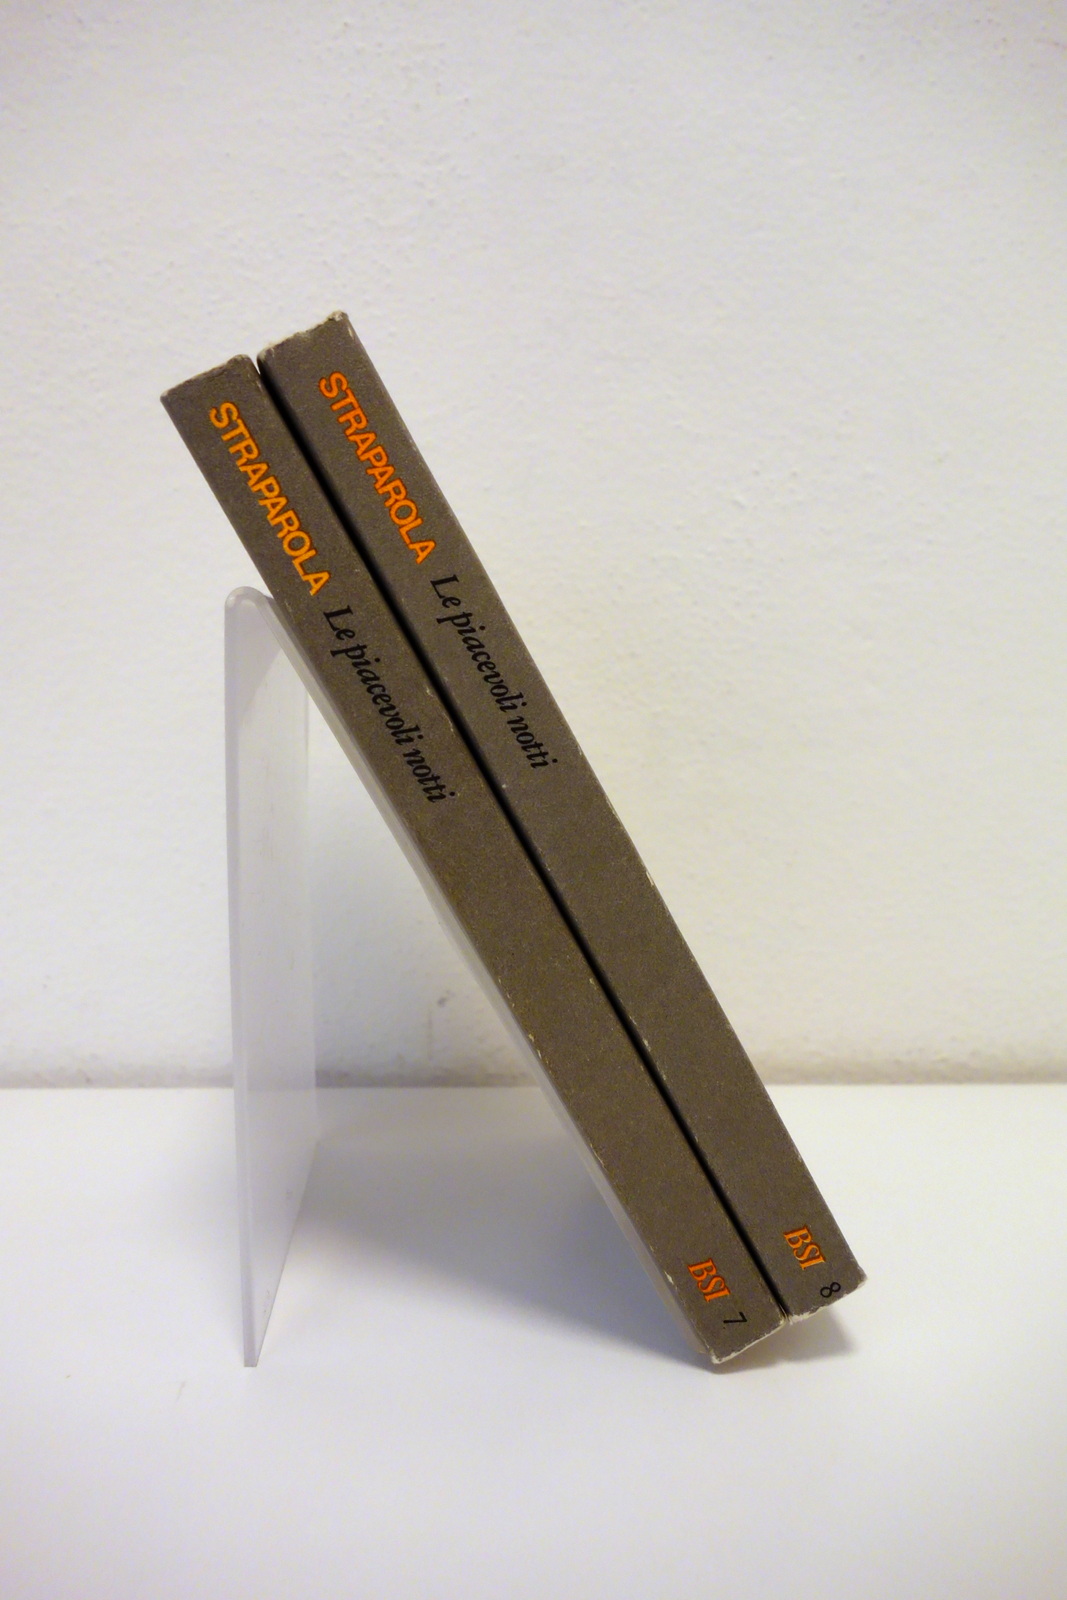 STRAPAROLA Le piacevoli notti BSI 7
STRAPAROLA Le piacevoli notti BSI 8